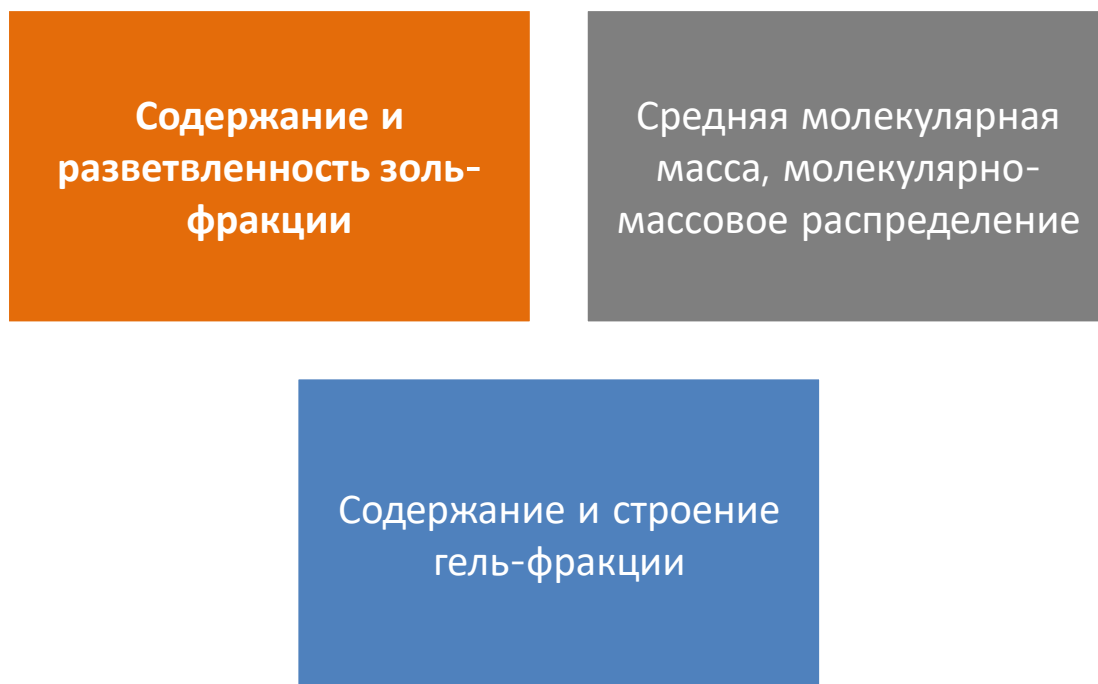 Содержание и
разветвленность золь-
фракции
Средняя молекулярная
масса, молекулярно-
массовое распределение
Содержание и строение
гель-фракции